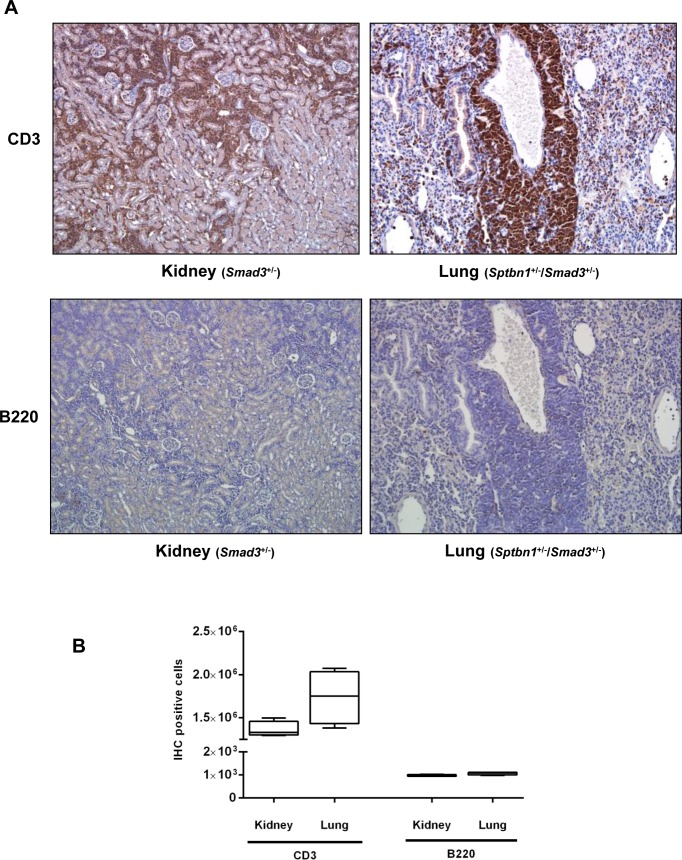 A
CD3
Kidney (Smad3+/-)
Lung (Sptbn1+/-/Smad3+/-)
B220
Kidney (Smad3+/-)
Lung (Sptbn1+/-/Smad3+/-)
B
IHC positive cells
2.5×10⁶
2.0×10⁶
1.5×10⁶
2×10³
1×10³
0
Kidney Lung Kidney Lung
CD3 B220